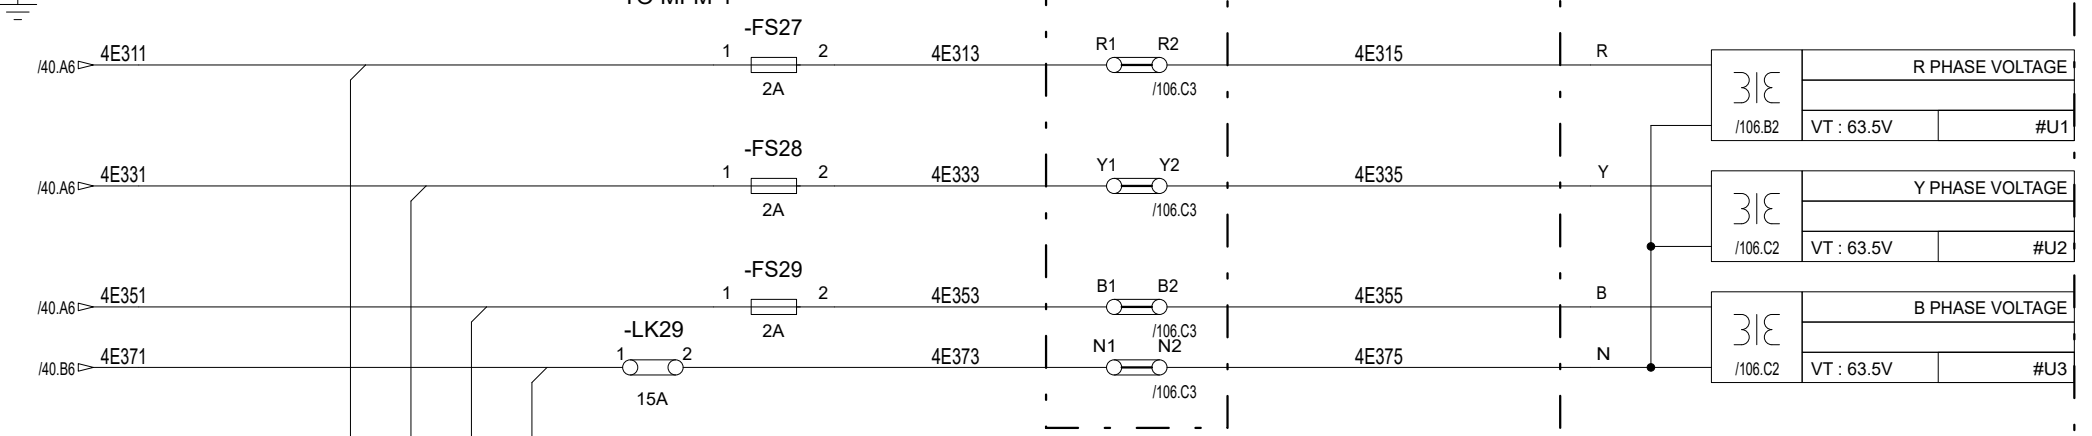 -FS27
/40.A6 4E311 1 2 4E313 R1 R2 4E315 R
2A /106.C3
R PHASE VOLTAGE
/106.B2 VT : 63.5V #U1
-FS28
/40.A6 4E331 1 2 4E333 Y1 Y2 4E335 Y
2A /106.C3
Y PHASE VOLTAGE
/106.C2 VT : 63.5V #U2
-FS29
/40.A6 4E351 1 2 4E353 B1 B2 4E355 B
2A /106.C3
B PHASE VOLTAGE
-LK29
/40.B6 4E371 1 2 4E373 N1 N2 4E375 N
15A /106.C3
/106.C2 VT : 63.5V #U3